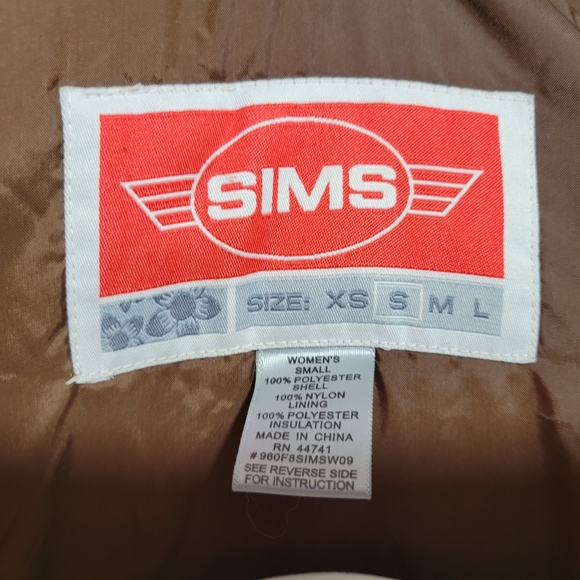 SIMS
SIZE: XS S M L
WOMEN'S
SMALL
100% POLYESTER
SHELL
100% NYLON
LINING
100% POLYESTER
INSULATION
MADE IN CHINA
RN 44741
#960F8SIMSW09
SEE REVERSE SIDE
FOR INSTRUCTION